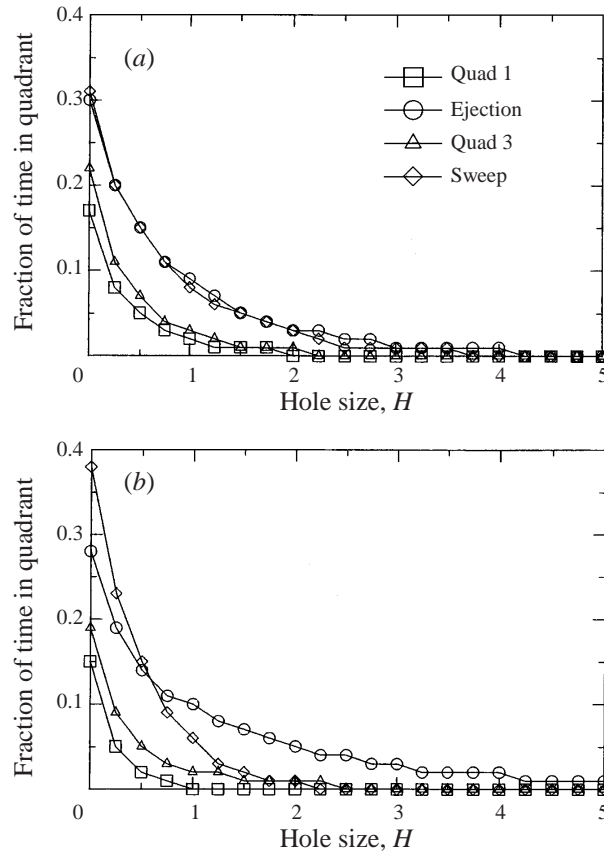 0.4
(a)
Quad 1
Ejection
Quad 3
Sweep
0.3
0.2
0.1
Fraction of time in quadrant
0 1 2 3 4 5
Hole size, H
0.4
(b)
0.3
0.2
0.1
Fraction of time in quadrant
0 1 2 3 4 5
Hole size, H